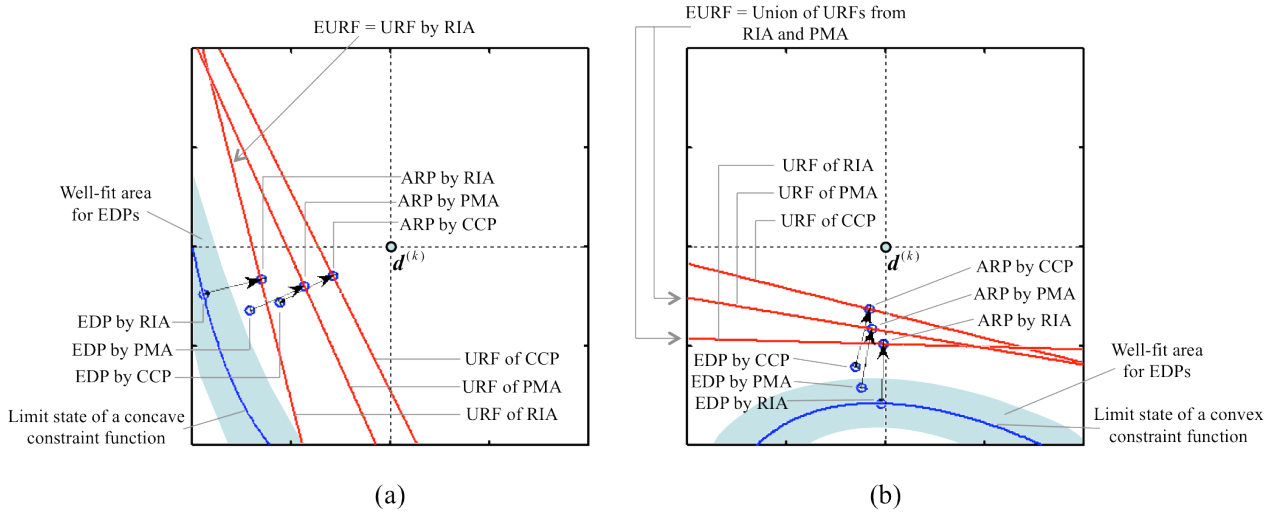 EURF = URF by RIA
ARP by RIA
ARP by PMA
ARP by CCP
Well-fit area
for EDPs
d(k)
EDP by RIA
EDP by PMA
EDP by CCP
URF of CCP
URF of PMA
URF of RIA
Limit state of a concave
constraint function
(a)
EURF = Union of URFs from
RIA and PMA
URF of RIA
URF of PMA
URF of CCP
d(k)
ARP by CCP
ARP by PMA
ARP by RIA
EDP by CCP
EDP by PMA
EDP by RIA
Well-fit area
for EDPs
Limit state of a convex
constraint function
(b)